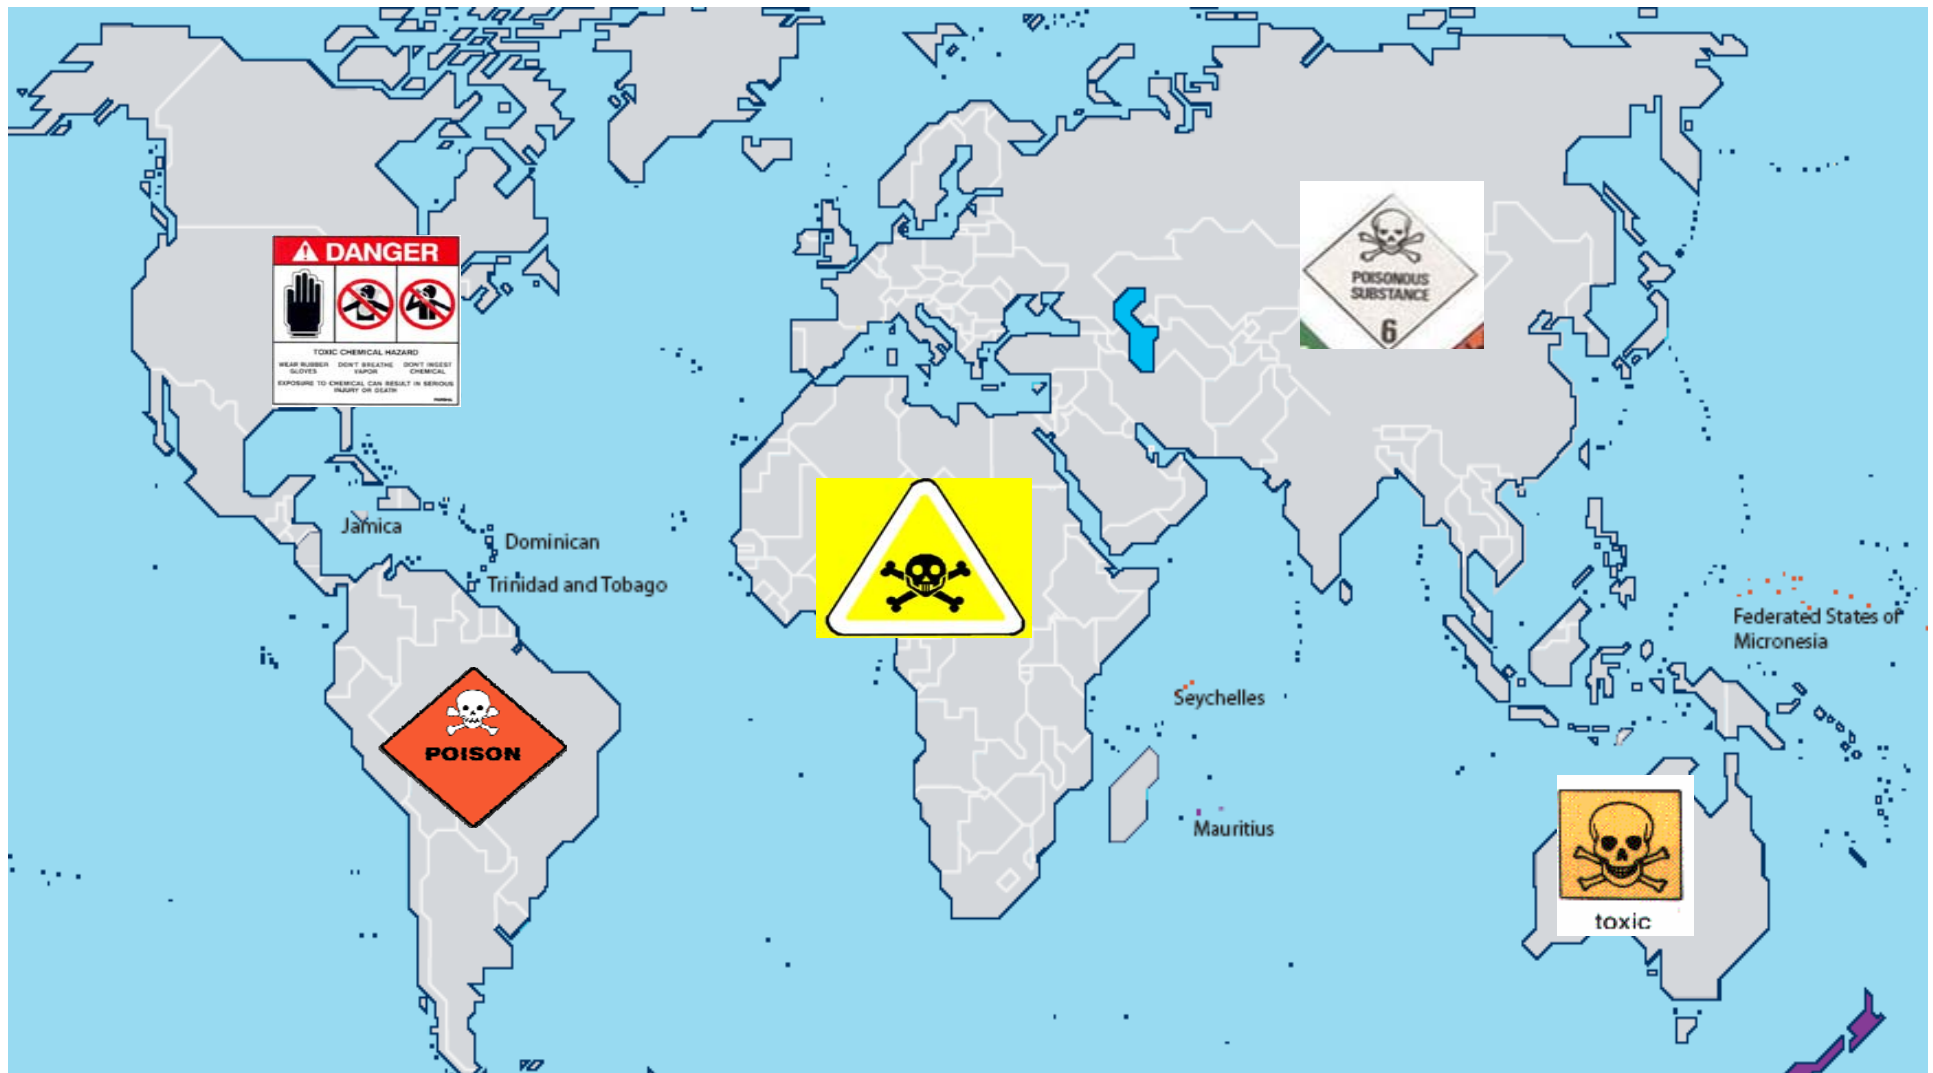 DANGER
TOXIC CHEMICAL HAZARD
WEAR RUBBER GLOVES
DON'T BREATHE VAPOR
DON'T INGEST CHEMICAL
EXPOSURE TO CHEMICAL CAN RESULT IN SERIOUS
INJURY OR DEATH
POISONOUS
SUBSTANCE
6
Jamica
Dominican
Trinidad and Tobago
Federated States of
Micronesia
Seychelles
POISON
Mauritius
toxic